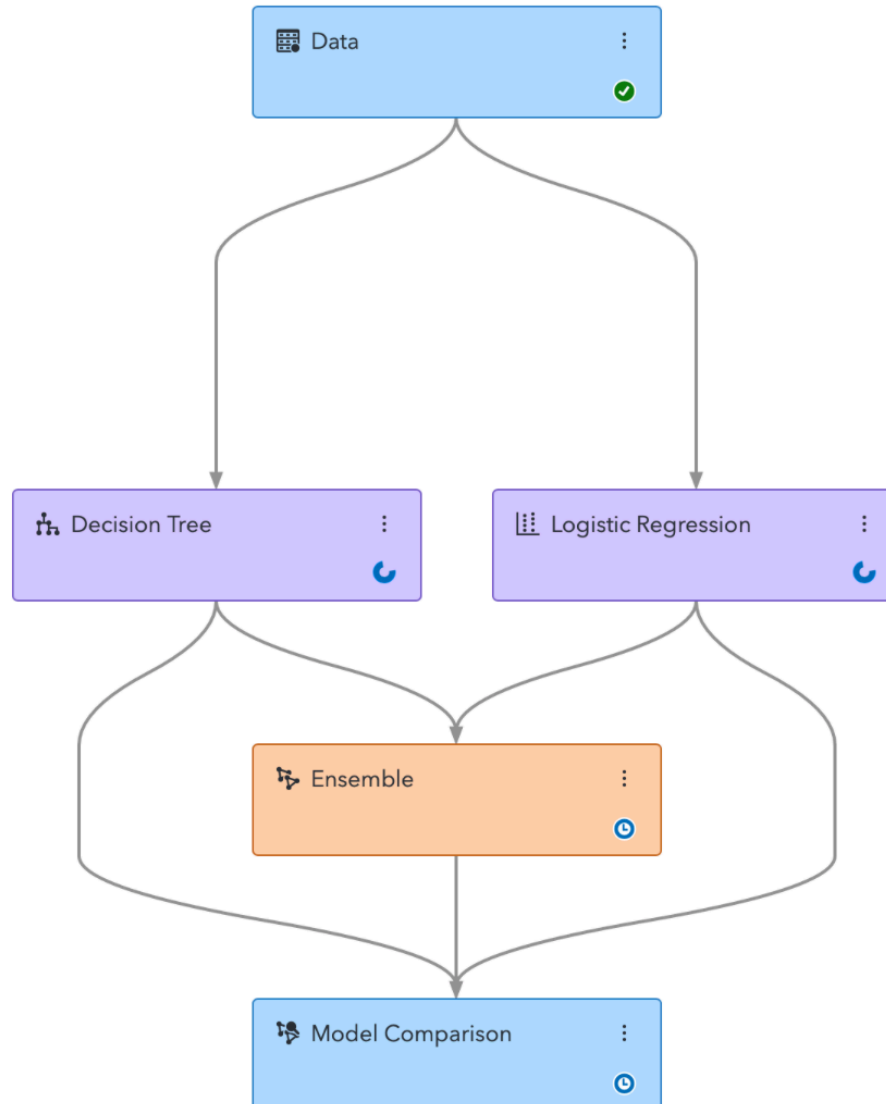 Data
Decision Tree
Logistic Regression
Ensemble
Model Comparison